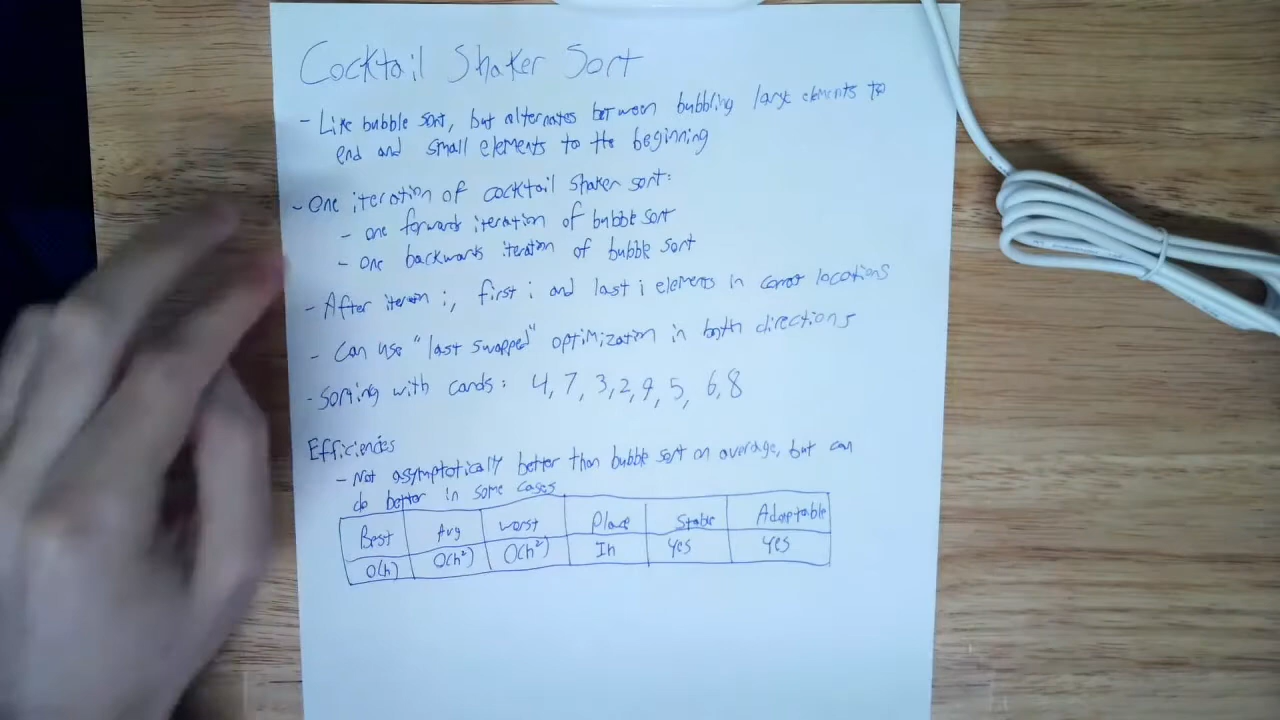 Cocktail Shaker Sort
- Like bubble sort, but alternates between bubbling large elements to
end and small elements to the beginning
- One iteration of cocktail shaker sort:
- one forwards iteration of bubble sort
- One backwards iteration of bubble sort
- After iteration i, first i and last i elements in correct locations
- Can use "last swapped" optimization in both directions
- Sorting with cards: 4, 7, 3, 2, 9, 5, 6, 8
Efficiencies
- Not asymptotically better than bubble sort on average, but can
do better in some cases
Best Avg Worst Place Stable Adaptable
O(n) O(n²) O(n²) In Yes Yes